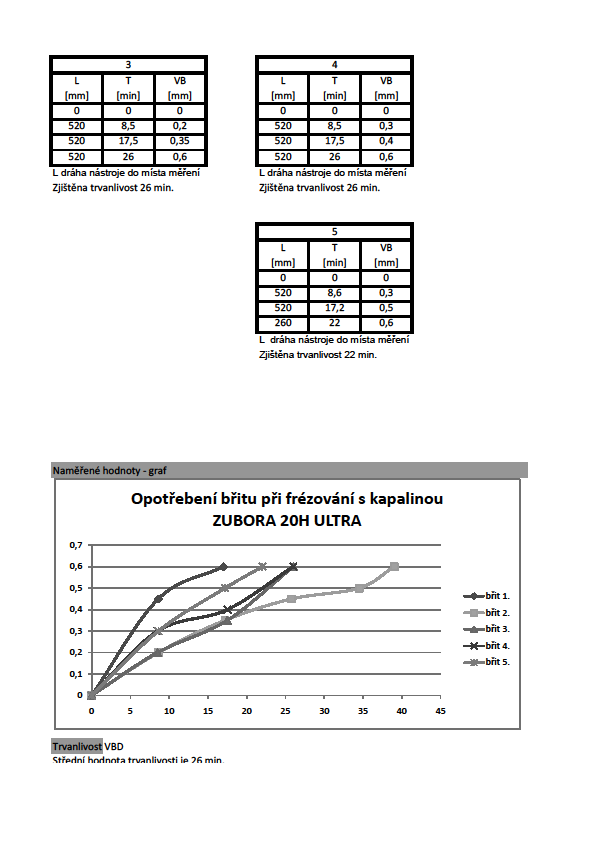 3
L T VB
[mm] [min] [mm]
0 0 0
520 8,5 0,2
520 17,5 0,35
520 26 0,6
L dráha nástroje do místa měření
Zjištěna trvanlivost 26 min.
4
L T VB
[mm] [min] [mm]
0 0 0
520 8,5 0,3
520 17,5 0,4
520 26 0,6
L dráha nástroje do místa měření
Zjištěna trvanlivost 26 min.
5
L T VB
[mm] [min] [mm]
0 0 0
520 8,6 0,3
520 17,2 0,5
260 22 0,6
L dráha nástroje do místa měření
Zjištěna trvanlivost 22 min.
Naměřené hodnoty - graf
Opotřebení břitu při frézování s kapalinou
ZUBORA 20H ULTRA
0,7
0,6
0,5
0,4
0,3
0,2
0,1
0
0 5 10 15 20 25 30 35 40 45
břit 1.
břit 2.
břit 3.
břit 4.
břit 5.
Trvanlivost VBD
Střední hodnota trvanlivosti je 26 min.